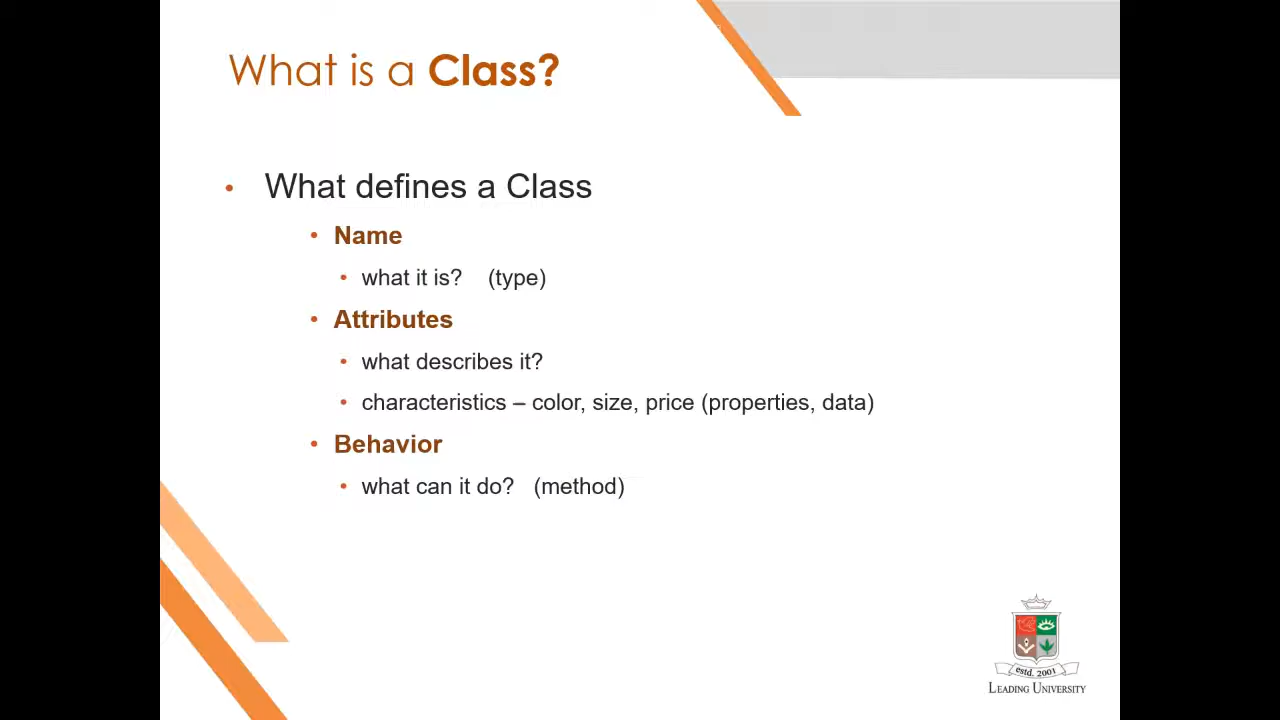 What is a Class?
• What defines a Class
• Name
• what it is? (type)
• Attributes
• what describes it?
• characteristics – color, size, price (properties, data)
• Behavior
• what can it do? (method)
estd. 2001
LEADING UNIVERSITY